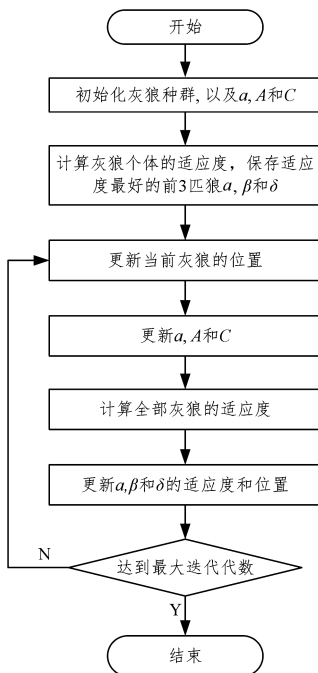 开始
初始化灰狼种群, 以及a, A和C
计算灰狼个体的适应度，保存适应
度最好的前3匹狼a, β和δ
更新当前灰狼的位置
更新a, A和C
计算全部灰狼的适应度
更新a,β和δ的适应度和位置
达到最大迭代代数
N
Y
结束